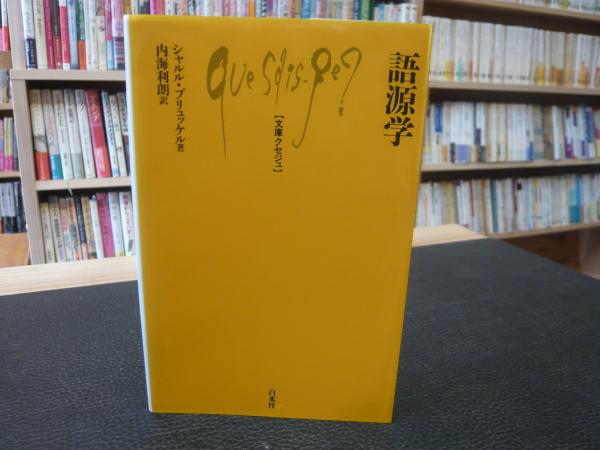 語源学
シャルル・ブリュッケル著
内海利朗訳
Que Sais-je?
【文庫クセジュ】
白水社